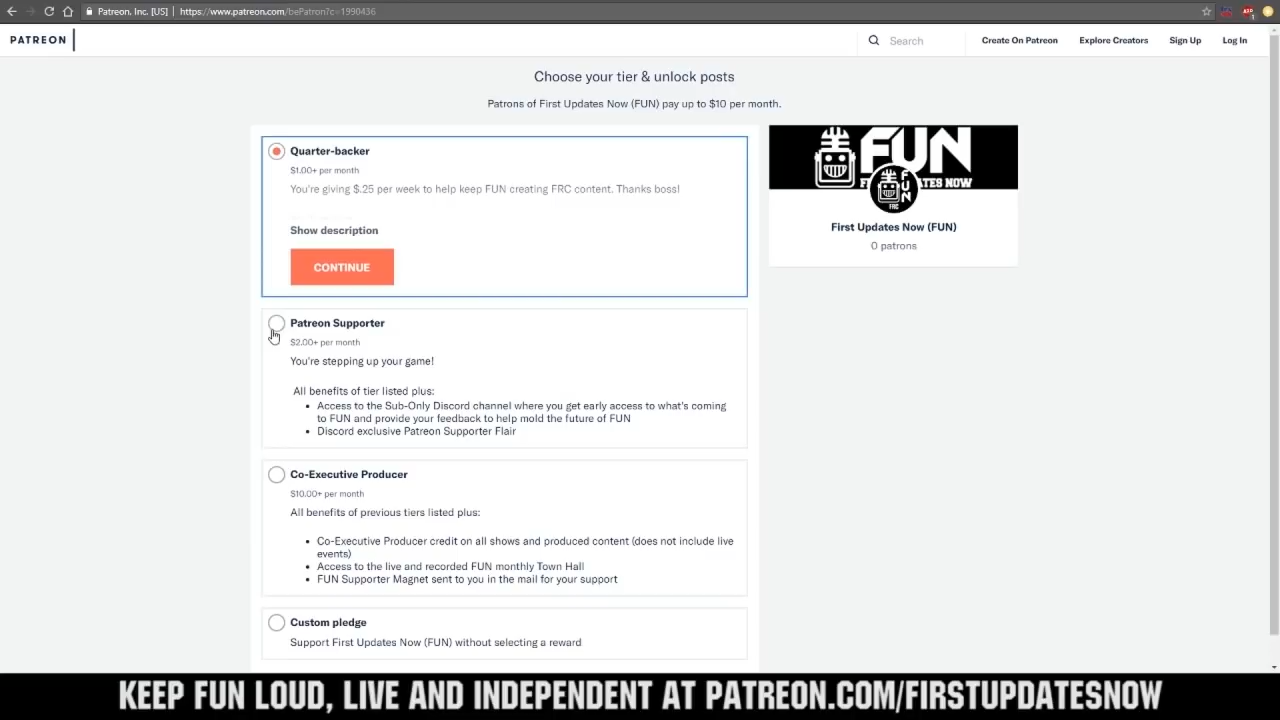 Patreon, Inc. [US] | https://www.patreon.com/bePatron?c=1990436
PATREON
Search
Create On Patreon
Explore Creators
Sign Up
Log In
Choose your tier & unlock posts
Patrons of First Updates Now (FUN) pay up to $10 per month.
Quarter-backer
$1.00+ per month
You're giving $.25 per week to help keep FUN creating FRC content. Thanks boss!
Show description
CONTINUE
FUN
FUN
FRC
First Updates Now (FUN)
0 patrons
Patreon Supporter
$2.00+ per month
You're stepping up your game!
All benefits of tier listed plus:
Access to the Sub-Only Discord channel where you get early access to what's coming
to FUN and provide your feedback to help mold the future of FUN
Discord exclusive Patreon Supporter Flair
Co-Executive Producer
$10.00+ per month
All benefits of previous tiers listed plus:
Co-Executive Producer credit on all shows and produced content (does not include live
events)
Access to the live and recorded FUN monthly Town Hall
FUN Supporter Magnet sent to you in the mail for your support
Custom pledge
Support First Updates Now (FUN) without selecting a reward
KEEP FUN LOUD, LIVE AND INDEPENDENT AT PATREON.COM/FIRSTUPDATESNOW